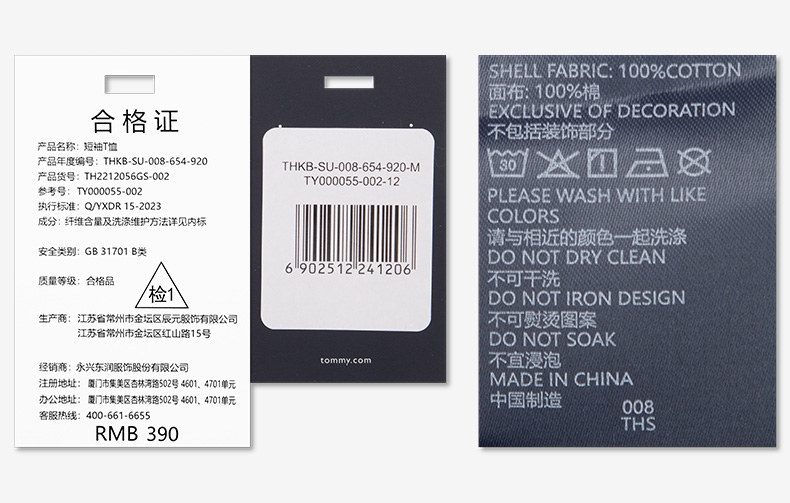 合格证
产品名称：短袖T恤
产品年度编号：THKB-SU-008-654-920
产品货号：TH2212056GS-002
参考号：TY000055-002
执行标准：Q/YXDR 15-2023
成分：纤维含量及洗涤维护方法详见内标
安全类别：GB 31701 B类
质量等级：合格品
检1
生产商：江苏省常州市金坛区辰元服饰有限公司
江苏省常州市金坛区红山路15号
经销商：永兴东润服饰股份有限公司
注册地址：厦门市集美区杏林湾路502号 4601、4701单元
办公地址：厦门市集美区杏林湾路502号 4601、4701单元
客服热线：400-661-6655
RMB 390
THKB-SU-008-654-920-M
TY000055-002-12
6 902512 241206
tommy.com
SHELL FABRIC: 100%COTTON
面布: 100%棉
EXCLUSIVE OF DECORATION
不包括装饰部分
30
PLEASE WASH WITH LIKE
COLORS
请与相近的颜色一起洗涤
DO NOT DRY CLEAN
不可干洗
DO NOT IRON DESIGN
不可熨烫图案
DO NOT SOAK
不宜浸泡
MADE IN CHINA
中国制造
008
THS